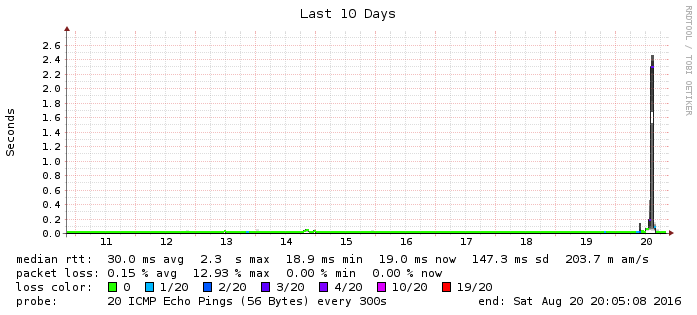 Last 10 Days
RRDTOOL / TOBI OETIKER
Seconds
2.6
2.4
2.2
2.0
1.8
1.6
1.4
1.2
1.0
0.8
0.6
0.4
0.2
0.0
11 12 13 14 15 16 17 18 19 20
median rtt: 30.0 ms avg 2.3 s max 18.9 ms min 19.0 ms now 147.3 ms sd 203.7 m am/s
packet loss: 0.15 % avg 12.93 % max 0.00 % min 0.00 % now
loss color: 0 1/20 2/20 3/20 4/20 10/20 19/20
probe: 20 ICMP Echo Pings (56 Bytes) every 300s end: Sat Aug 20 20:05:08 2016